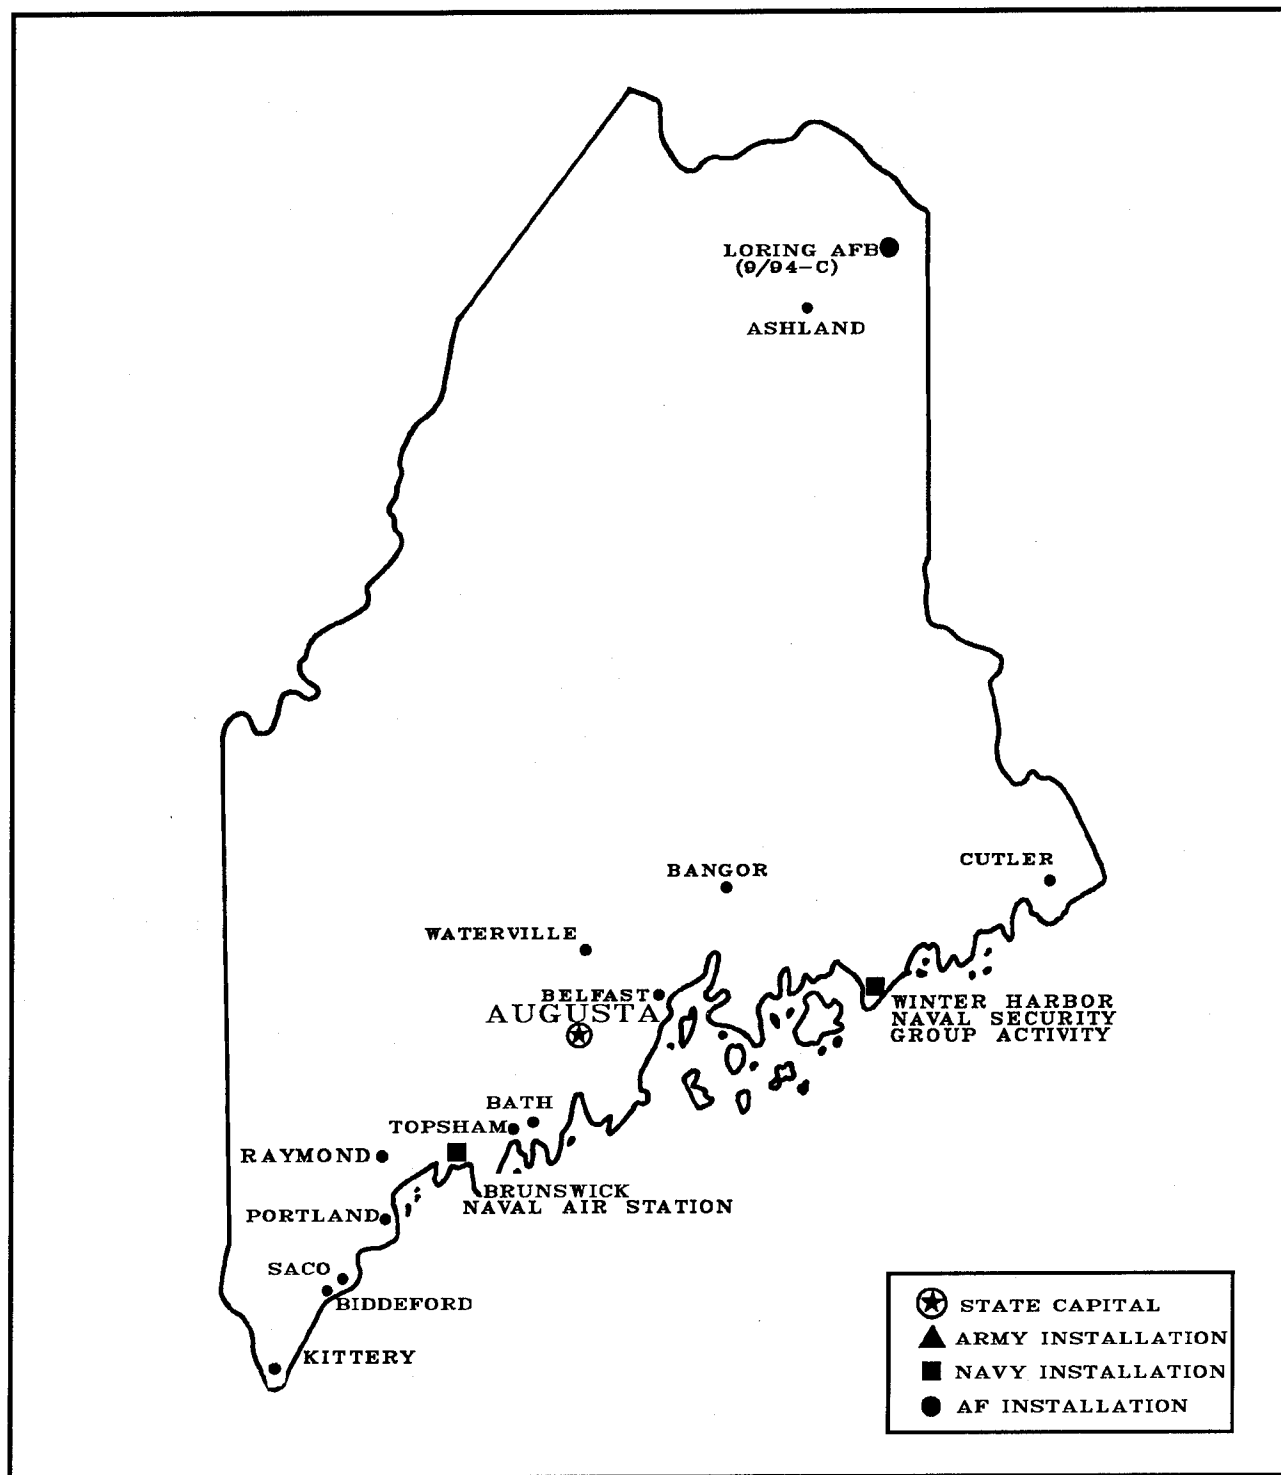 LORING AFB
(9/94-C)
ASHLAND
BANGOR
CUTLER
WATERVILLE
BELFAST
AUGUSTA
WINTER HARBOR
NAVAL SECURITY
GROUP ACTIVITY
BATH
TOPSHAM
RAYMOND
BRUNSWICK
NAVAL AIR STATION
PORTLAND
SACO
BIDDEFORD
KITTERY
STATE CAPITAL
ARMY INSTALLATION
NAVY INSTALLATION
AF INSTALLATION